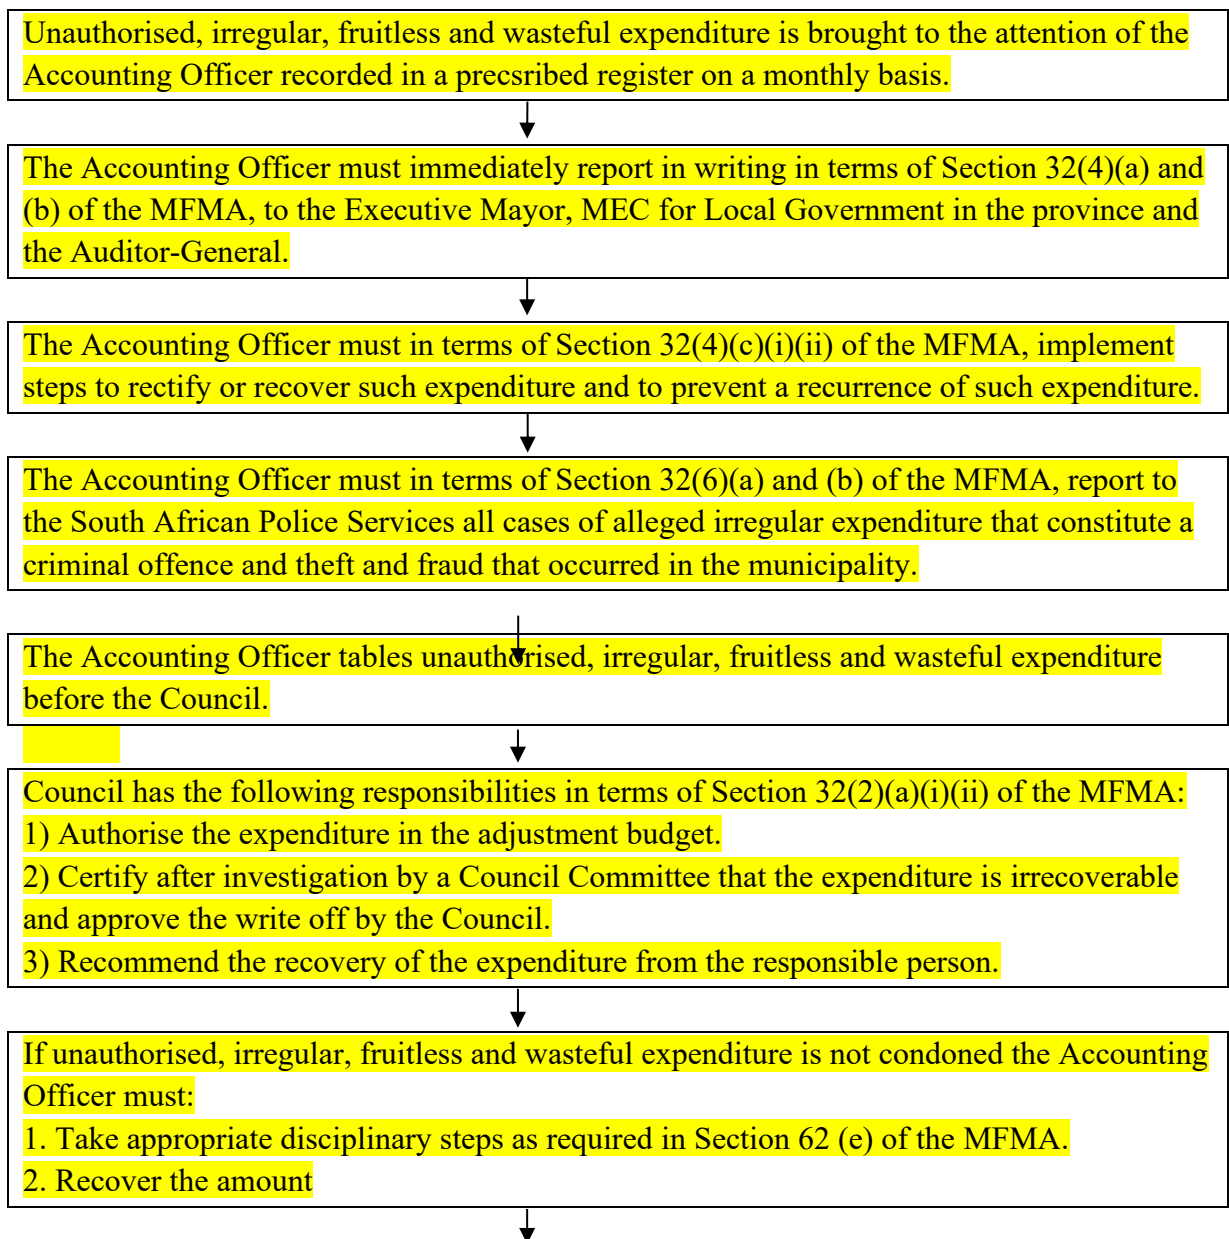 Unauthorised, irregular, fruitless and wasteful expenditure is brought to the attention of the
Accounting Officer recorded in a precsribed register on a monthly basis.
The Accounting Officer must immediately report in writing in terms of Section 32(4)(a) and
(b) of the MFMA, to the Executive Mayor, MEC for Local Government in the province and
the Auditor-General.
The Accounting Officer must in terms of Section 32(4)(c)(i)(ii) of the MFMA, implement
steps to rectify or recover such expenditure and to prevent a recurrence of such expenditure.
The Accounting Officer must in terms of Section 32(6)(a) and (b) of the MFMA, report to
the South African Police Services all cases of alleged irregular expenditure that constitute a
criminal offence and theft and fraud that occurred in the municipality.
The Accounting Officer tables unauthorised, irregular, fruitless and wasteful expenditure
before the Council.
Council has the following responsibilities in terms of Section 32(2)(a)(i)(ii) of the MFMA:
1) Authorise the expenditure in the adjustment budget.
2) Certify after investigation by a Council Committee that the expenditure is irrecoverable
and approve the write off by the Council.
3) Recommend the recovery of the expenditure from the responsible person.
If unauthorised, irregular, fruitless and wasteful expenditure is not condoned the Accounting
Officer must:
1. Take appropriate disciplinary steps as required in Section 62 (e) of the MFMA.
2. Recover the amount